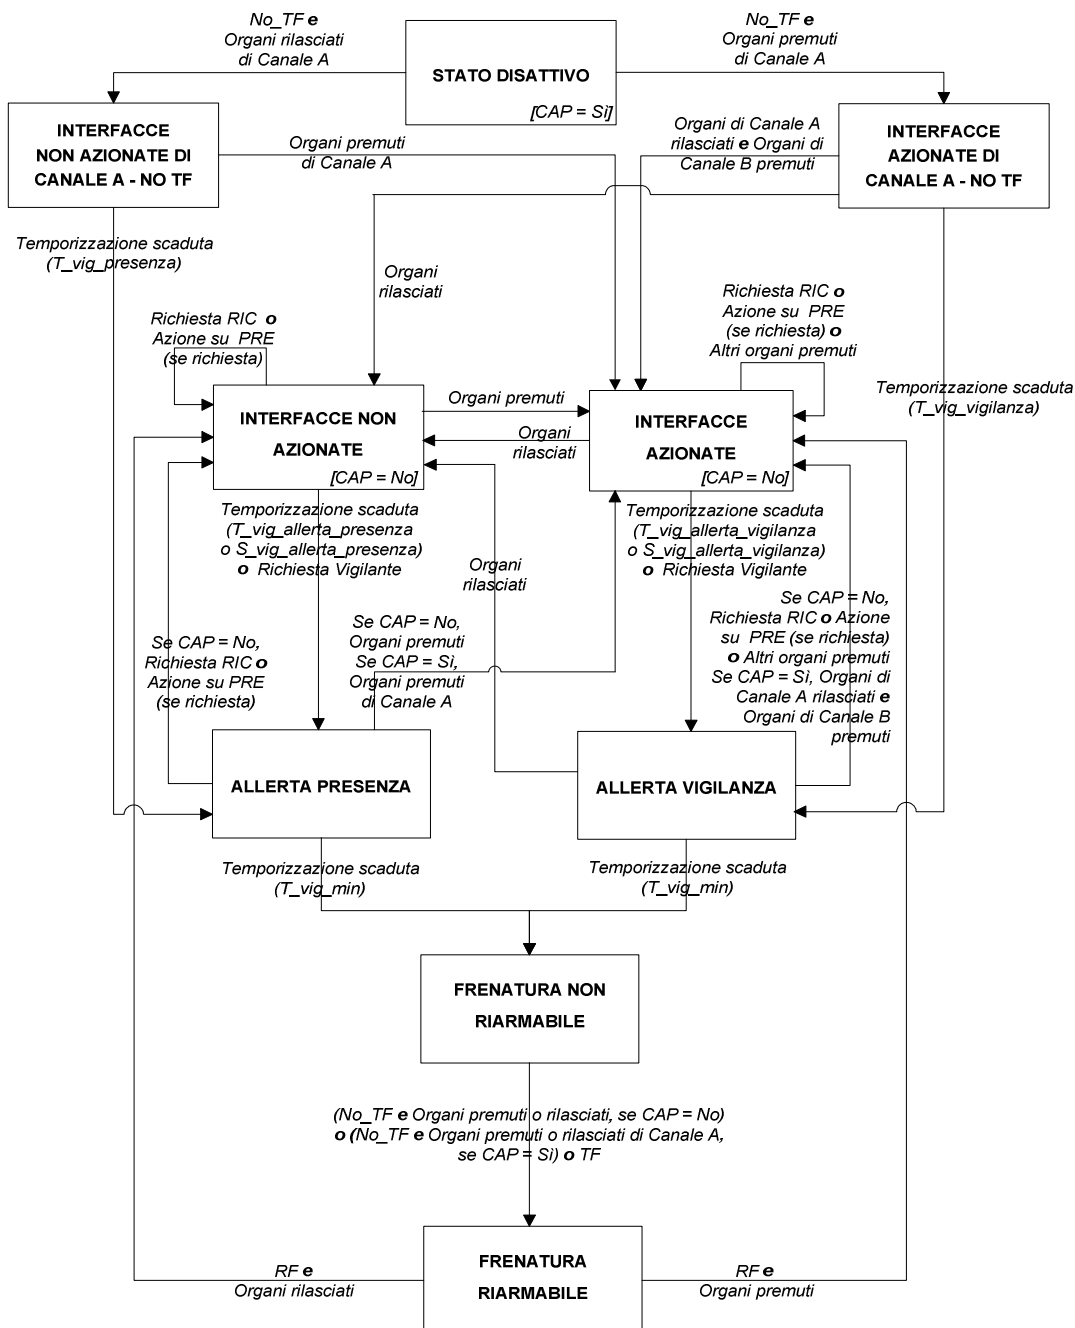 No_TF e
Organi rilasciati
di Canale A
No_TF e
Organi premuti
di Canale A
STATO DISATTIVO
[CAP = Sì]
INTERFACCE
NON AZIONATE DI
CANALE A - NO TF
Organi premuti
di Canale A
Organi di Canale A
rilasciati e Organi di
Canale B premuti
INTERFACCE
AZIONATE DI
CANALE A - NO TF
Temporizzazione scaduta
(T_vig_presenza)
Organi
rilasciati
Richiesta RIC o
Azione su PRE
(se richiesta)
Richiesta RIC o
Azione su PRE
(se richiesta) o
Altri organi premuti
Temporizzazione scaduta
(T_vig_vigilanza)
INTERFACCE NON
AZIONATE
[CAP = No]
Organi premuti
Organi
rilasciati
INTERFACCE
AZIONATE
[CAP = No]
Temporizzazione scaduta
(T_vig_allerta_presenza
o S_vig_allerta_presenza)
o Richiesta Vigilante
Organi
rilasciati
Temporizzazione scaduta
(T_vig_allerta_vigilanza
o S_vig_allerta_vigilanza)
o Richiesta Vigilante
Se CAP = No,
Richiesta RIC o
Azione su PRE
(se richiesta)
Se CAP = No,
Organi premuti
Se CAP = Sì,
Organi premuti
di Canale A
Se CAP = No,
Richiesta RIC o Azione
su PRE (se richiesta)
o Altri organi premuti
Se CAP = Sì, Organi di
Canale A rilasciati e
Organi di Canale B
premuti
ALLERTA PRESENZA
ALLERTA VIGILANZA
Temporizzazione scaduta
(T_vig_min)
Temporizzazione scaduta
(T_vig_min)
FRENATURA NON
RIARMABILE
(No_TF e Organi premuti o rilasciati, se CAP = No)
o (No_TF e Organi premuti o rilasciati di Canale A,
se CAP = Sì) o TF
FRENATURA
RIARMABILE
RF e
Organi rilasciati
RF e
Organi premuti